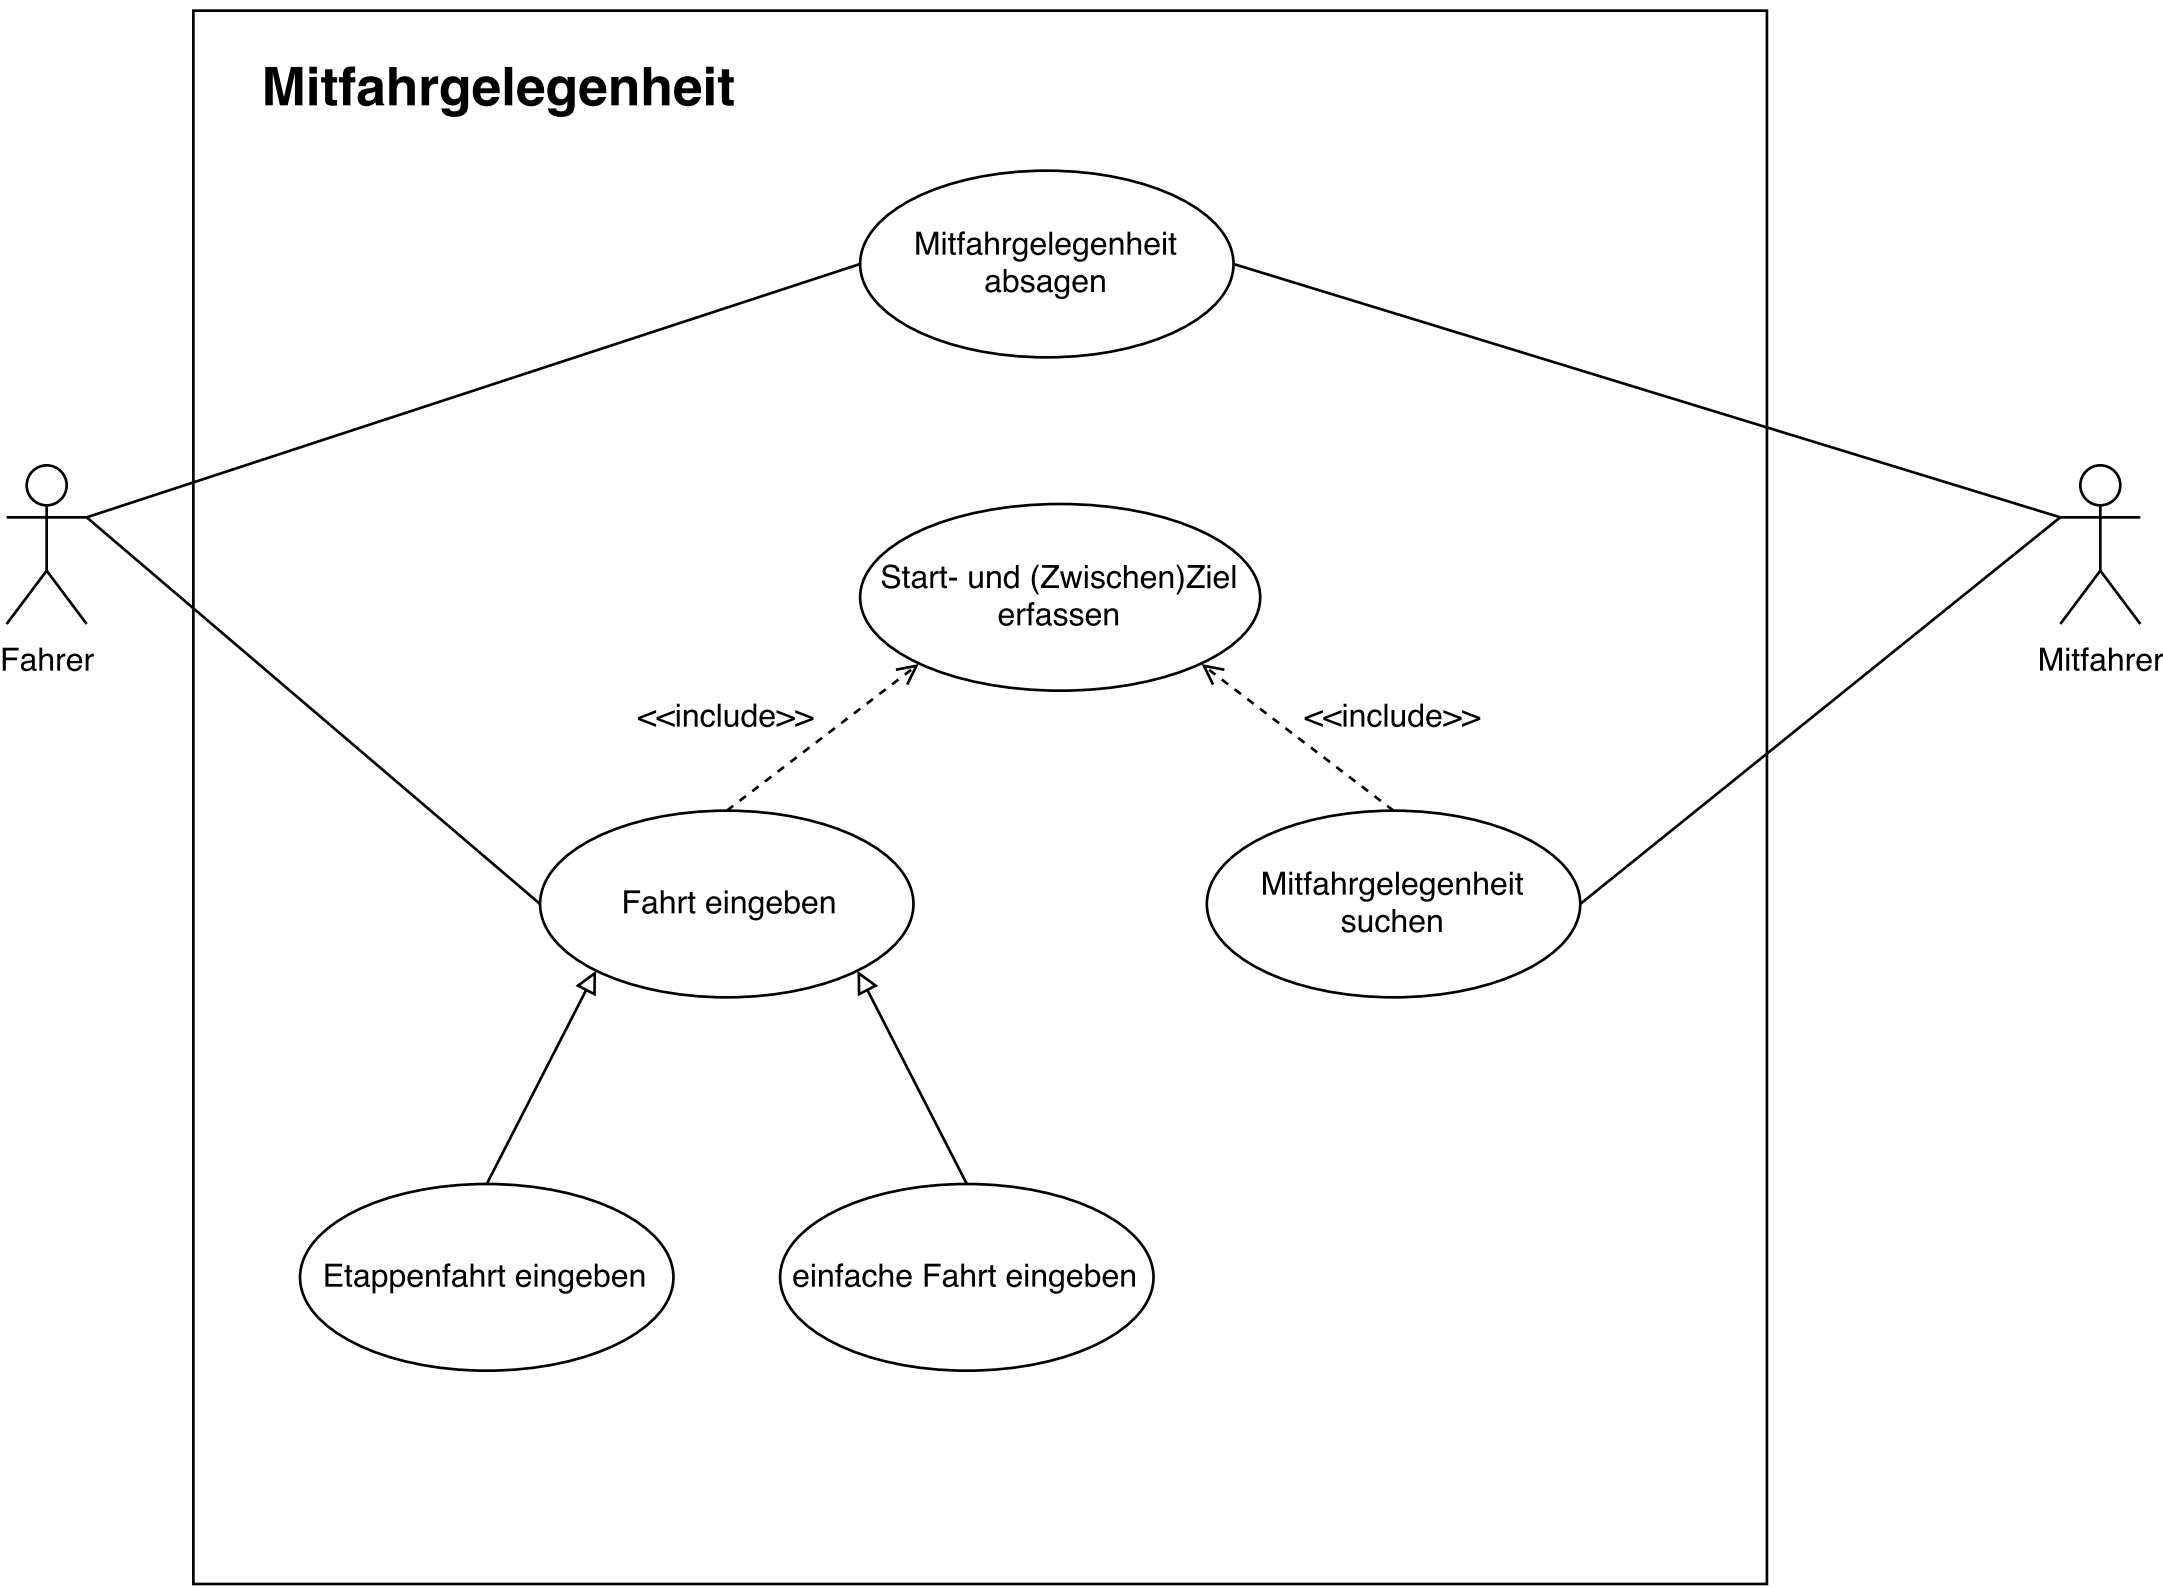 Mitfahrgelegenheit
Mitfahrgelegenheit
absagen
Start- und (Zwischen)Ziel
erfassen
Fahrer
Mitfahrer
<<include>>
<<include>>
Fahrt eingeben
Mitfahrgelegenheit
suchen
Etappenfahrt eingeben
einfache Fahrt eingeben